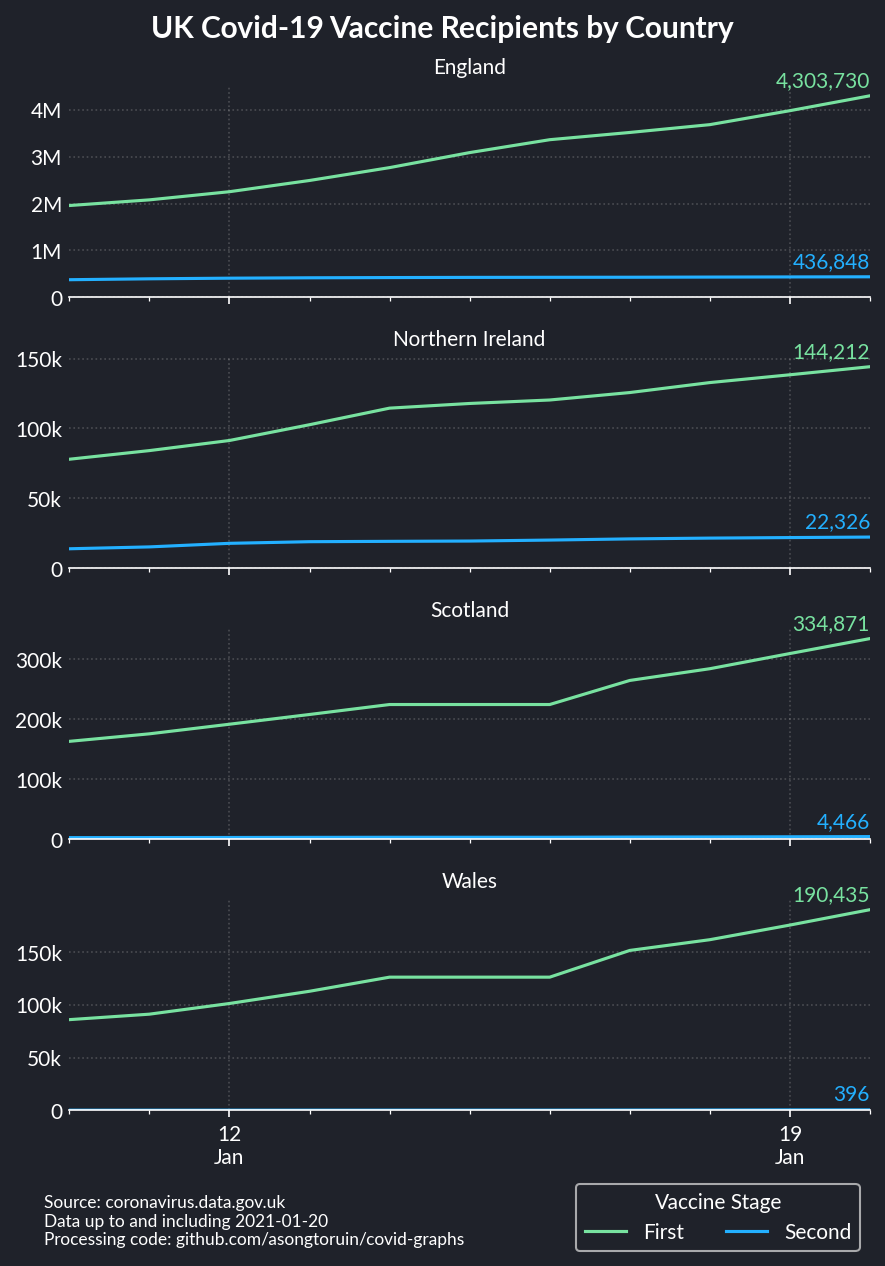 UK Covid-19 Vaccine Recipients by Country
England
4,303,730
4M
3M
2M
1M
436,848
0
Northern Ireland
150k
144,212
100k
50k
22,326
0
Scotland
334,871
300k
200k
100k
4,466
0
Wales
190,435
150k
100k
50k
396
0
12 19
Jan Jan
Source: coronavirus.data.gov.uk
Data up to and including 2021-01-20
Processing code: github.com/asongtoruin/covid-graphs
Vaccine Stage
First Second